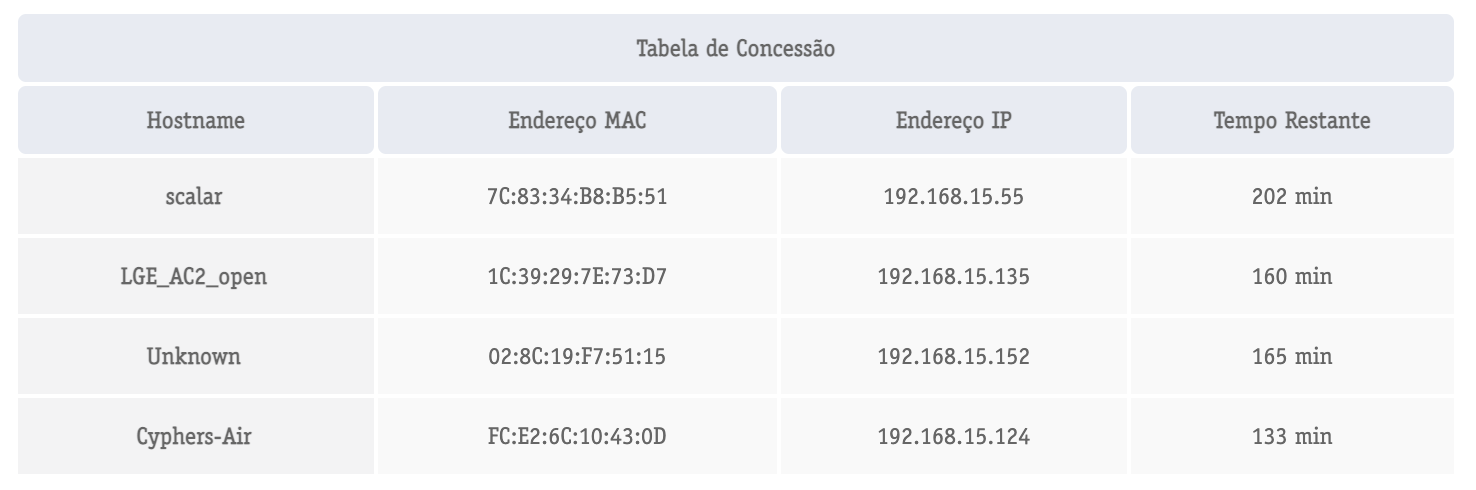 Tabela de Concessão
Hostname Endereço MAC Endereço IP Tempo Restante
scalar 7C:83:34:B8:B5:51 192.168.15.55 202 min
LGE_AC2_open 1C:39:29:7E:73:D7 192.168.15.135 160 min
Unknown 02:8C:19:F7:51:15 192.168.15.152 165 min
Cyphers-Air FC:E2:6C:10:43:0D 192.168.15.124 133 min